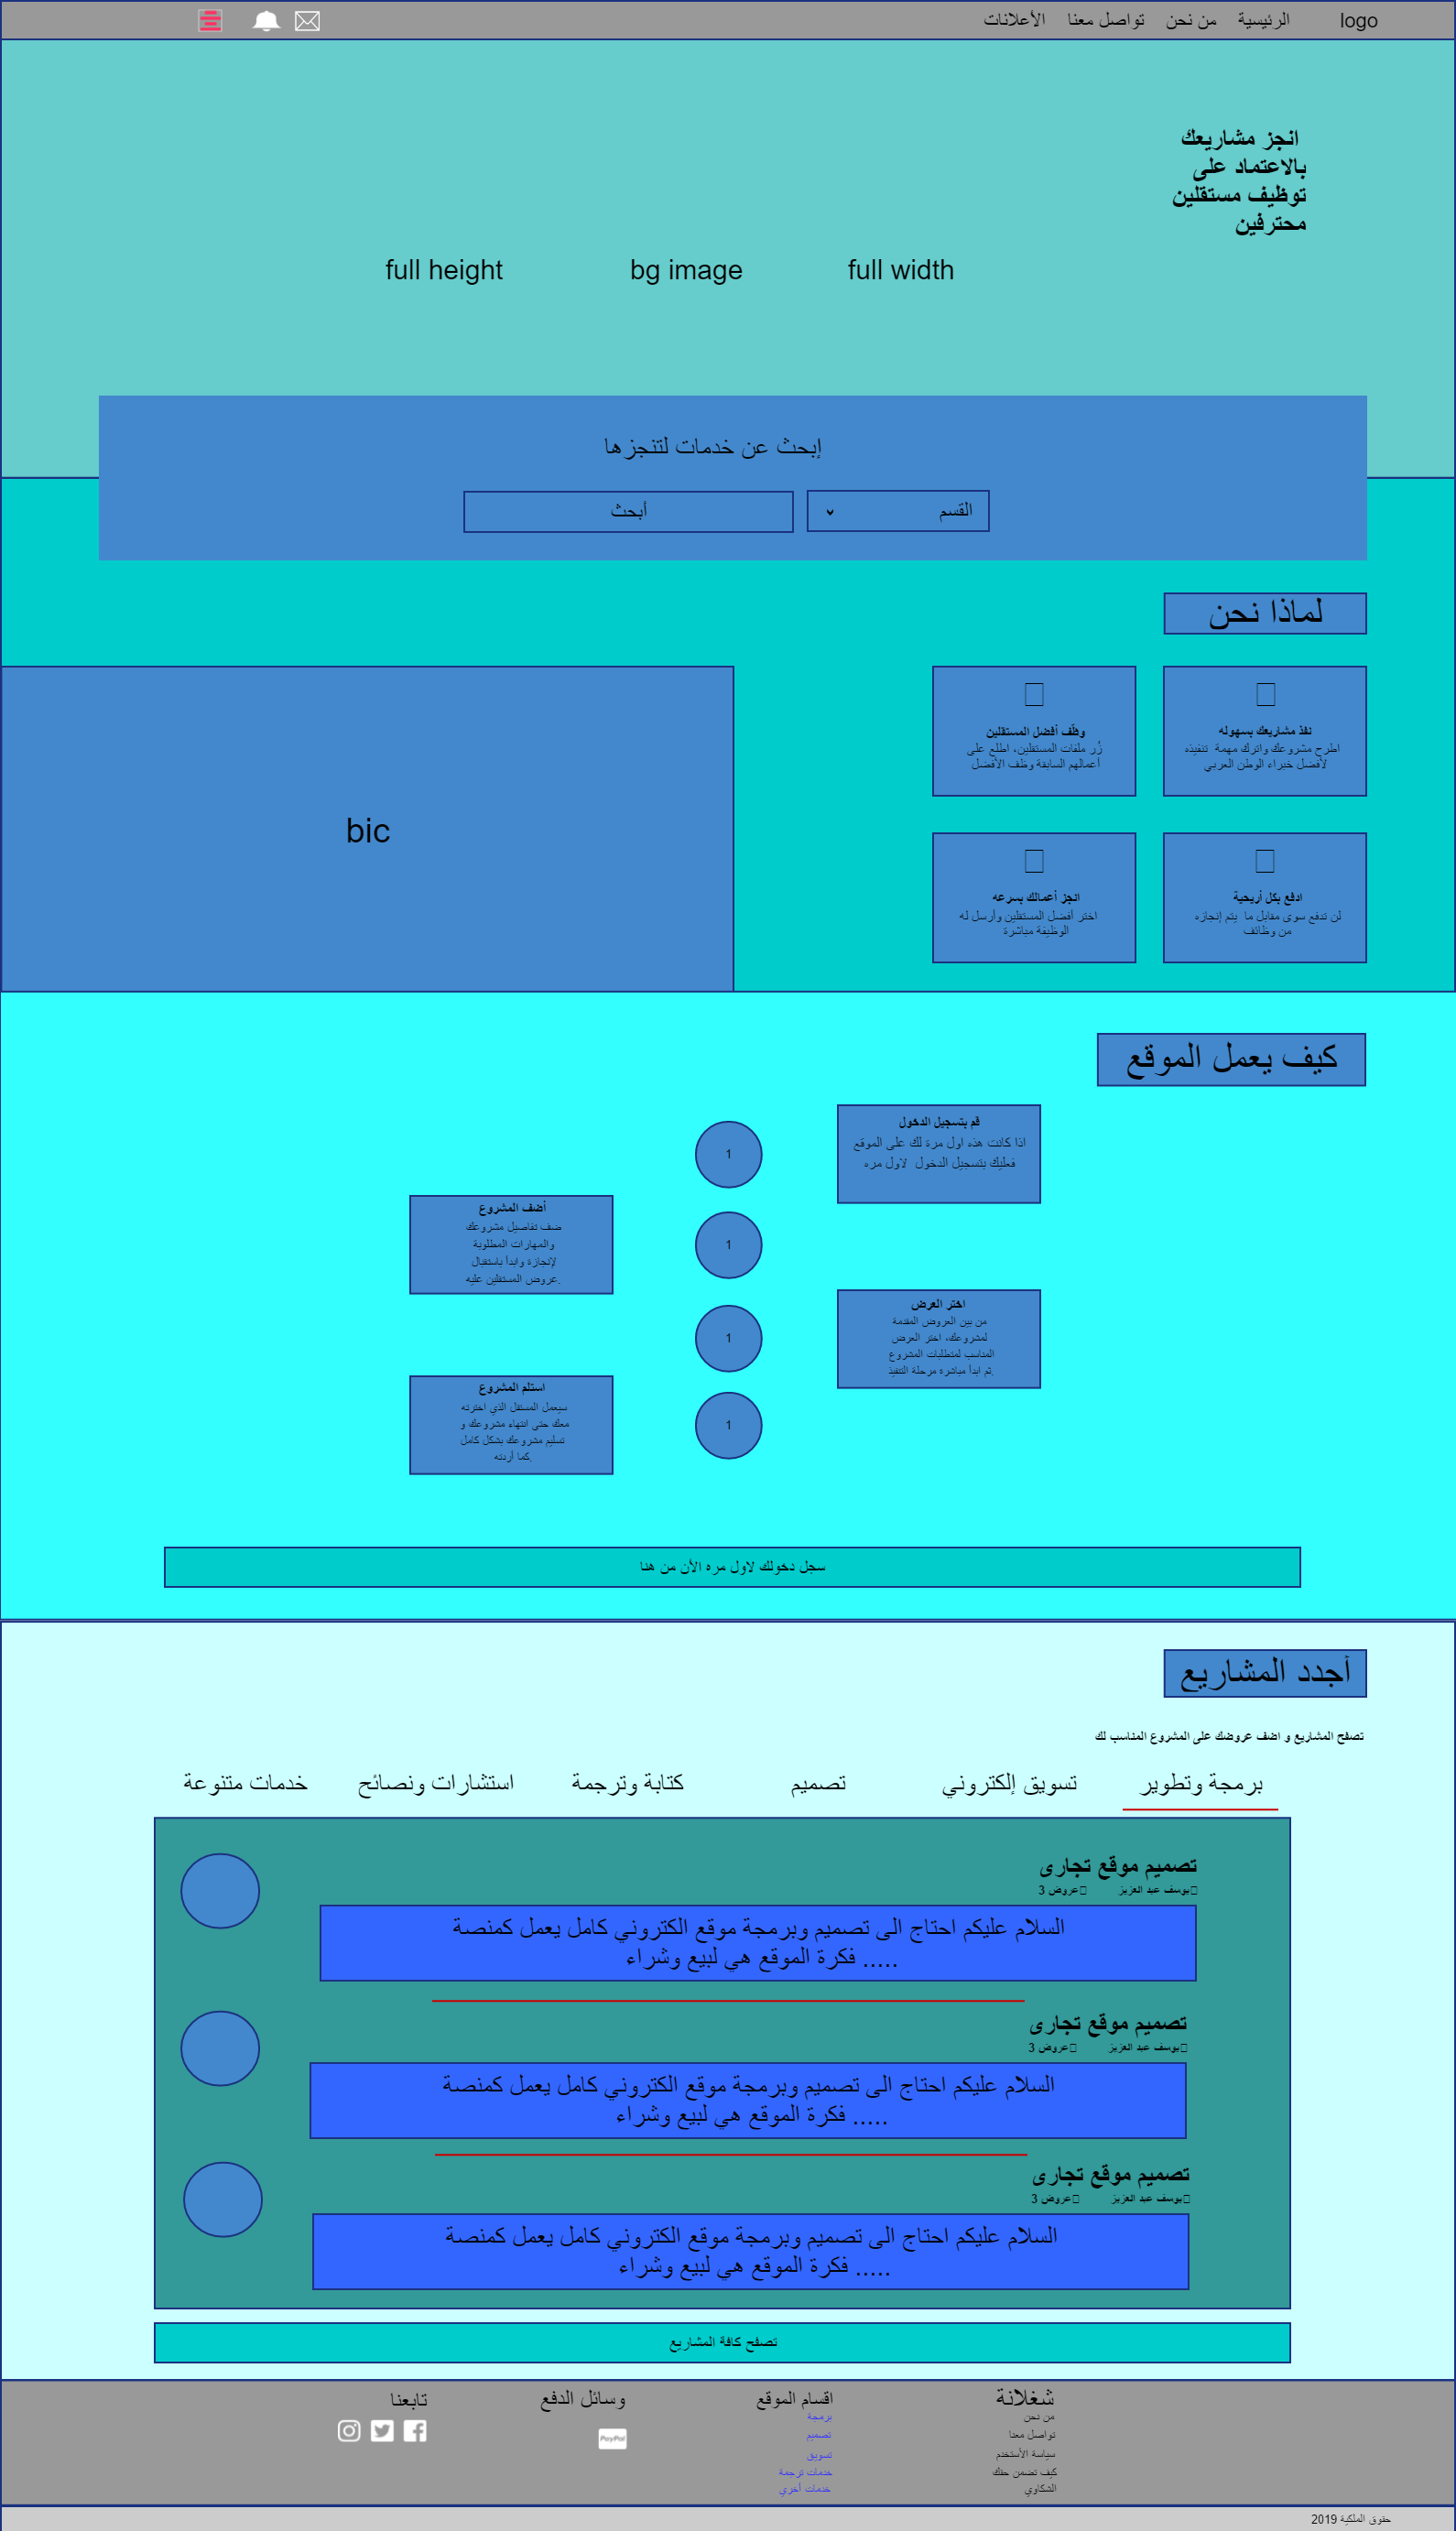 logo
الرئيسية
من نحن
تواصل معنا
الأعلانات
انجز مشاريعك
بالاعتماد على
توظيف مستقلين
محترفين
full height
bg image
full width
إبحث عن خدمات لتنجزها
القسم
أبحث
لماذا نحن
نفذ مشاريعك بسهوله
اطرح مشروعك واترك مهمة تنفيذه
لأفضل خبراء الوطن العربي
وظّف أفضل المستقلين
زُر ملفات المستقلين، اطلع على
أعمالهم السابقة وظف الأفضل
ادفع بكل أريحية
لن تدفع سوى مقابل ما يتم إنجازه
من وظائف
انجز أعمالك بسرعه
اختر أفضل المستقلين وأرسل له
الوظيفة مباشرة
bic
كيف يعمل الموقع
قم بتسجيل الدخول
اذا كانت هذه اول مرة لك على الموقع
فعليك بتسجيل الدخول لاول مره
1
أضف المشروع
ضف تفاصيل مشروعك
والمهارات المطلوبة
لإنجازة وابدأ باستقبال
عروض المستقلين عليه.
1
اختر العرض
من بين العروض المقدمة
لمشروعك، اختر العرض
المناسب لمتطلبات المشروع
ثم ابدأ مباشرة مرحلة التنفيذ.
1
استلم المشروع
سيعمل المستقل الذي اخترته
معك حتى انتهاء مشروعك و
تسليم مشروعك بشكل كامل
كما أردته.
1
سجل دخولك لاول مره الأن من هنا
أجدد المشاريع
تصفح المشاريع و اضف عروضك على المشروع المناسب لك
برمجة وتطوير
تسويق إلكتروني
تصميم
كتابة وترجمة
استشارات ونصائح
خدمات متنوعة
تصميم موقع تجارى
يوسف عبد العزيز
عروض 3
السلام عليكم احتاج الى تصميم وبرمجة موقع الكتروني كامل يعمل كمنصة
فكرة الموقع هي لبيع وشراء .....
تصميم موقع تجارى
يوسف عبد العزيز
عروض 3
السلام عليكم احتاج الى تصميم وبرمجة موقع الكتروني كامل يعمل كمنصة
فكرة الموقع هي لبيع وشراء .....
تصميم موقع تجارى
يوسف عبد العزيز
عروض 3
السلام عليكم احتاج الى تصميم وبرمجة موقع الكتروني كامل يعمل كمنصة
فكرة الموقع هي لبيع وشراء .....
تصفح كافة المشاريع
شغلانة
من نحن
تواصل معنا
سياسة الأستخدم
كيف تضمن حقك
الشكاوي
اقسام الموقع
برمجة
تصميم
تسويق
خدمات ترجمة
خدمات أخري
وسائل الدفع
PayPal
تابعنا
حقوق الملكية 2019